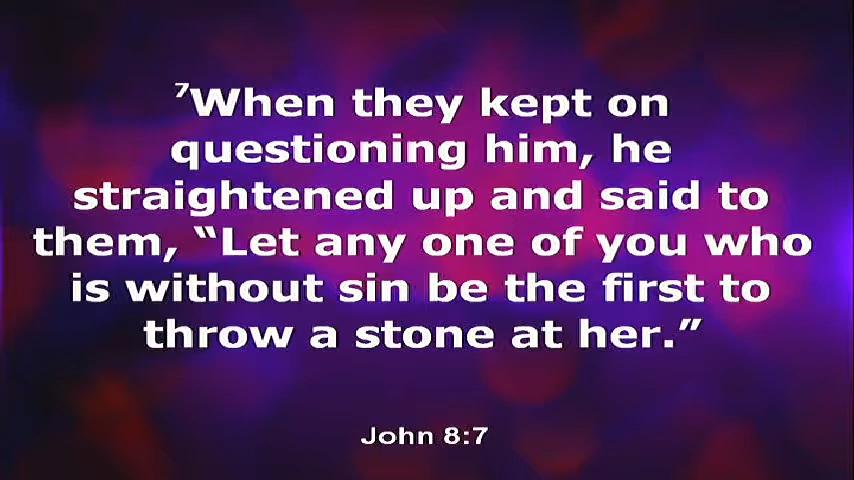 ⁷When they kept on
questioning him, he
straightened up and said to
them, “Let any one of you who
is without sin be the first to
throw a stone at her.”
John 8:7